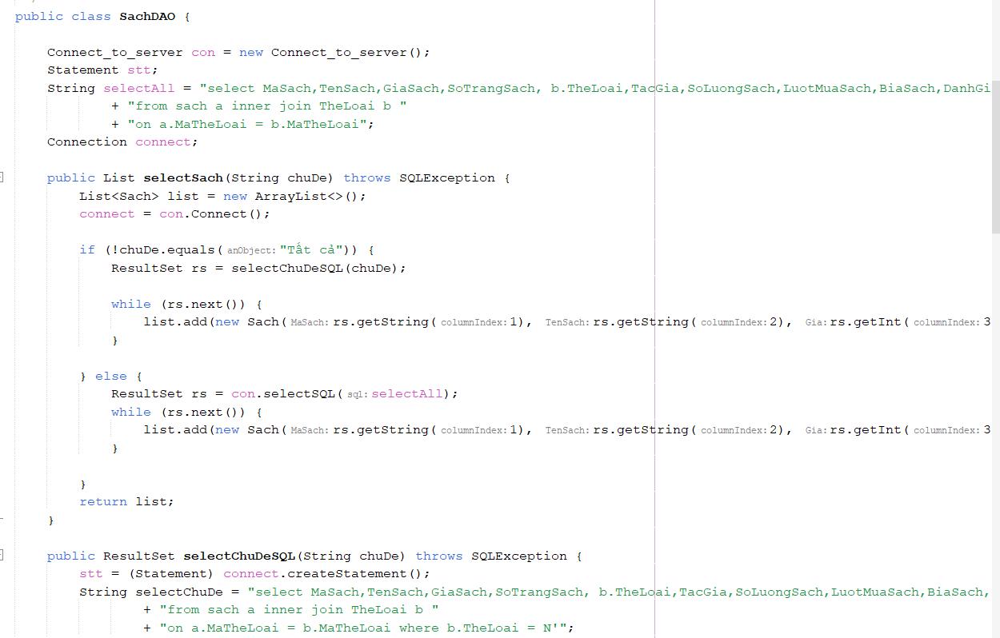 public class SachDAO {
Connect_to_server con = new Connect_to_server();
Statement stt;
String selectAll = "select MaSach,TenSach,GiaSach,SoTrangSach, b.TheLoai,TacGia,SoLuongSach,LuotMuaSach,BiaSach,DanhGi
+ "from sach a inner join TheLoai b "
+ "on a.MaTheLoai = b.MaTheLoai";
Connection connect;
public List selectSach(String chuDe) throws SQLException {
List<Sach> list = new ArrayList<>();
connect = con.Connect();
if (!chuDe.equals( anObject: "Tất cả")) {
ResultSet rs = selectChuDeSQL(chuDe);
while (rs.next()) {
list.add(new Sach( MaSach: rs.getString( columnIndex: 1), TenSach: rs.getString( columnIndex: 2), Gia: rs.getInt( columnIndex: 3
}
} else {
ResultSet rs = con.selectSQL( sql: selectAll);
while (rs.next()) {
list.add(new Sach( MaSach: rs.getString( columnIndex: 1), TenSach: rs.getString( columnIndex: 2), Gia: rs.getInt( columnIndex: 3
}
}
return list;
}
public ResultSet selectChuDeSQL(String chuDe) throws SQLException {
stt = (Statement) connect.createStatement();
String selectChuDe = "select MaSach,TenSach,GiaSach,SoTrangSach, b.TheLoai,TacGia,SoLuongSach,LuotMuaSach,BiaSach,
+ "from sach a inner join TheLoai b "
+ "on a.MaTheLoai = b.MaTheLoai where b.TheLoai = N'";